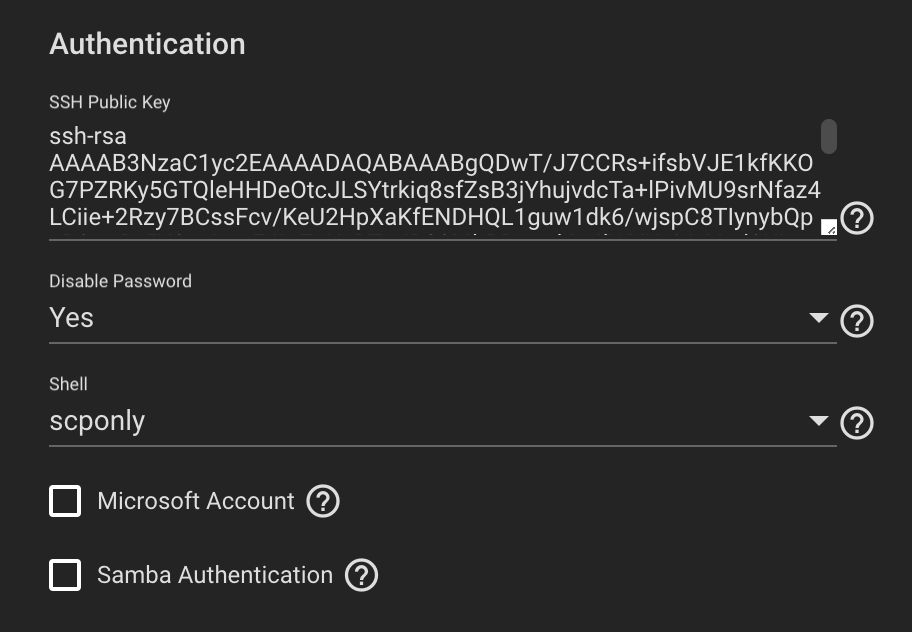 Authentication
SSH Public Key
ssh-rsa
AAAAB3NzaC1yc2EAAAADAQABAAABgQDwT/J7CCRs+ifsbVJE1kfKKO
G7PZRKy5GTQleHHDeOtcJLSYtrkiq8sfZsB3jYhujvdcTa+lPivMU9srNfaz4
LCiie+2Rzy7BCssFcv/KeU2HpXaKfENDHQL1guw1dk6/wjspC8TIynybQp
Disable Password
Yes
Shell
scponly
Microsoft Account
Samba Authentication